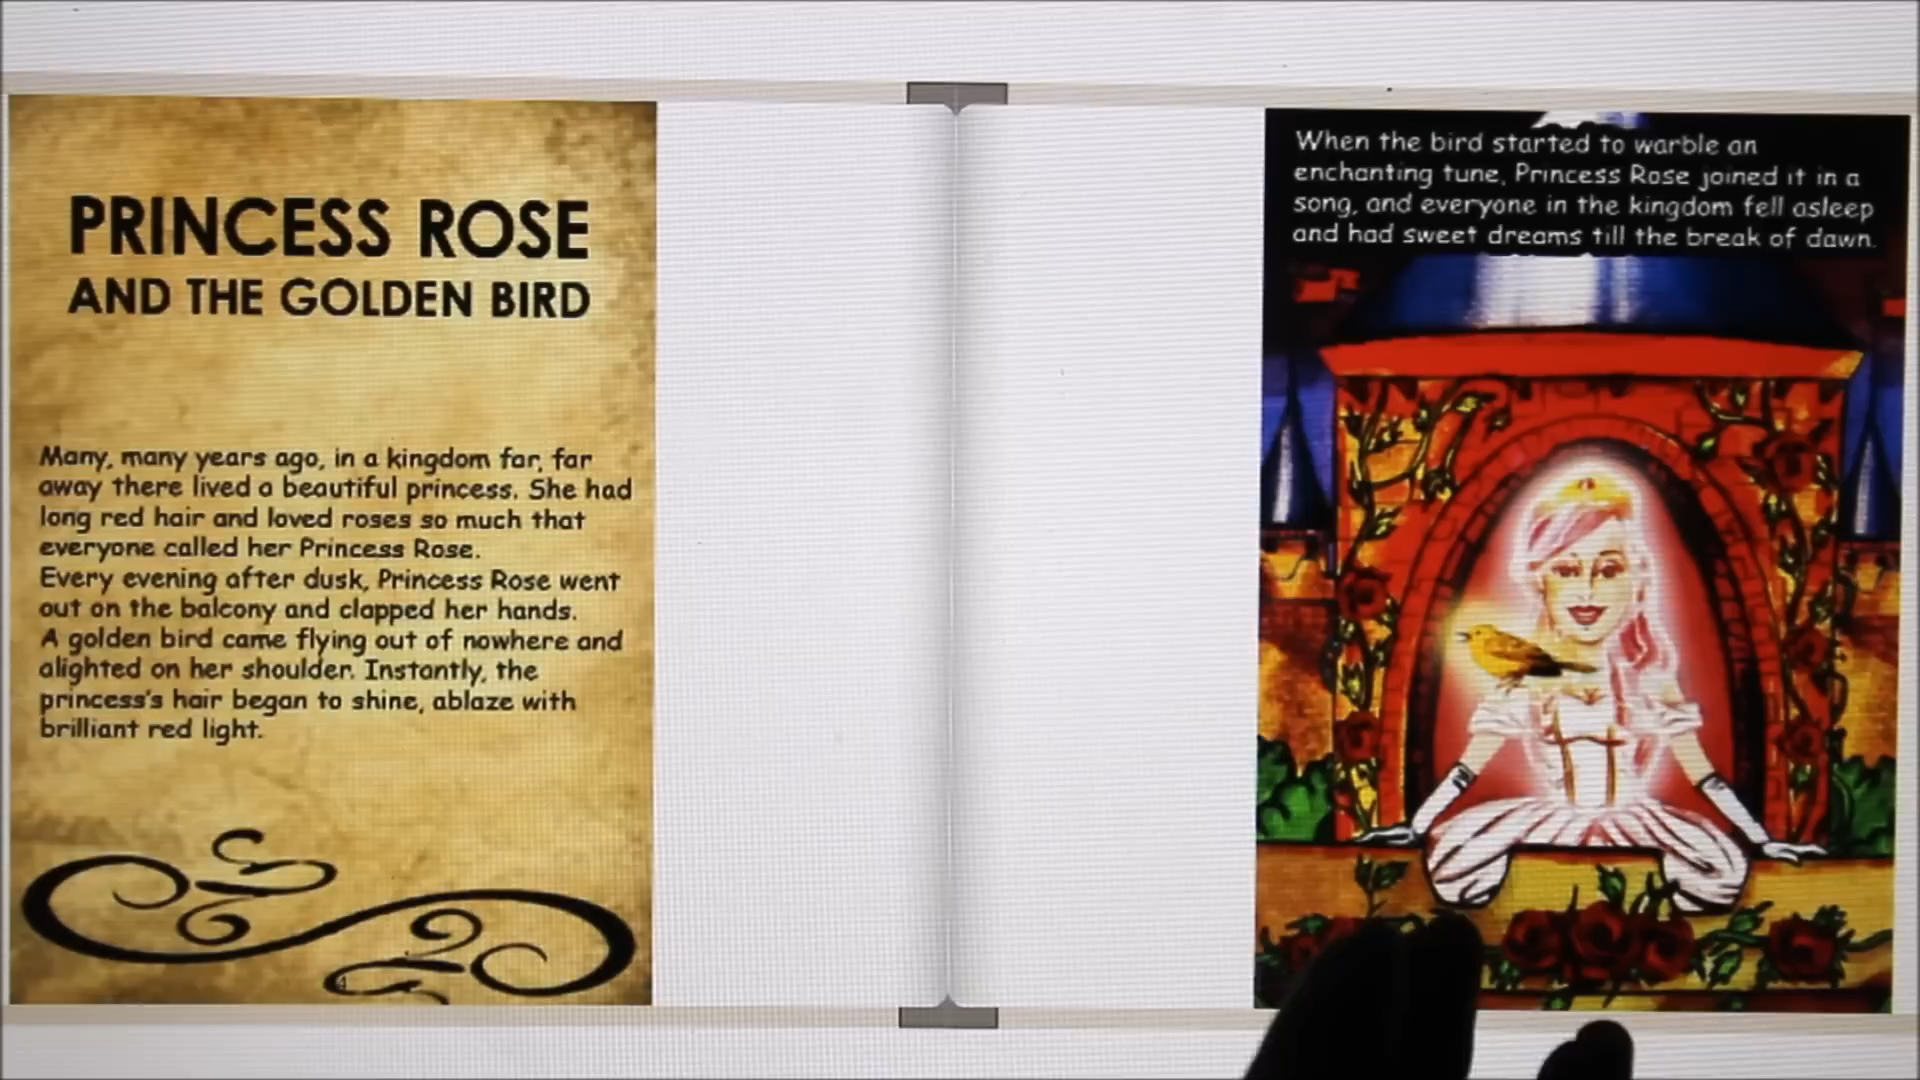 PRINCESS ROSE
AND THE GOLDEN BIRD
Many, many years ago, in a kingdom far, far
away there lived a beautiful princess. She had
long red hair and loved roses so much that
everyone called her Princess Rose.
Every evening after dusk, Princess Rose went
out on the balcony and clapped her hands.
A golden bird came flying out of nowhere and
alighted on her shoulder. Instantly, the
princess's hair began to shine, ablaze with
brilliant red light.
When the bird started to warble an
enchanting tune, Princess Rose joined it in a
song, and everyone in the kingdom fell asleep
and had sweet dreams till the break of dawn.